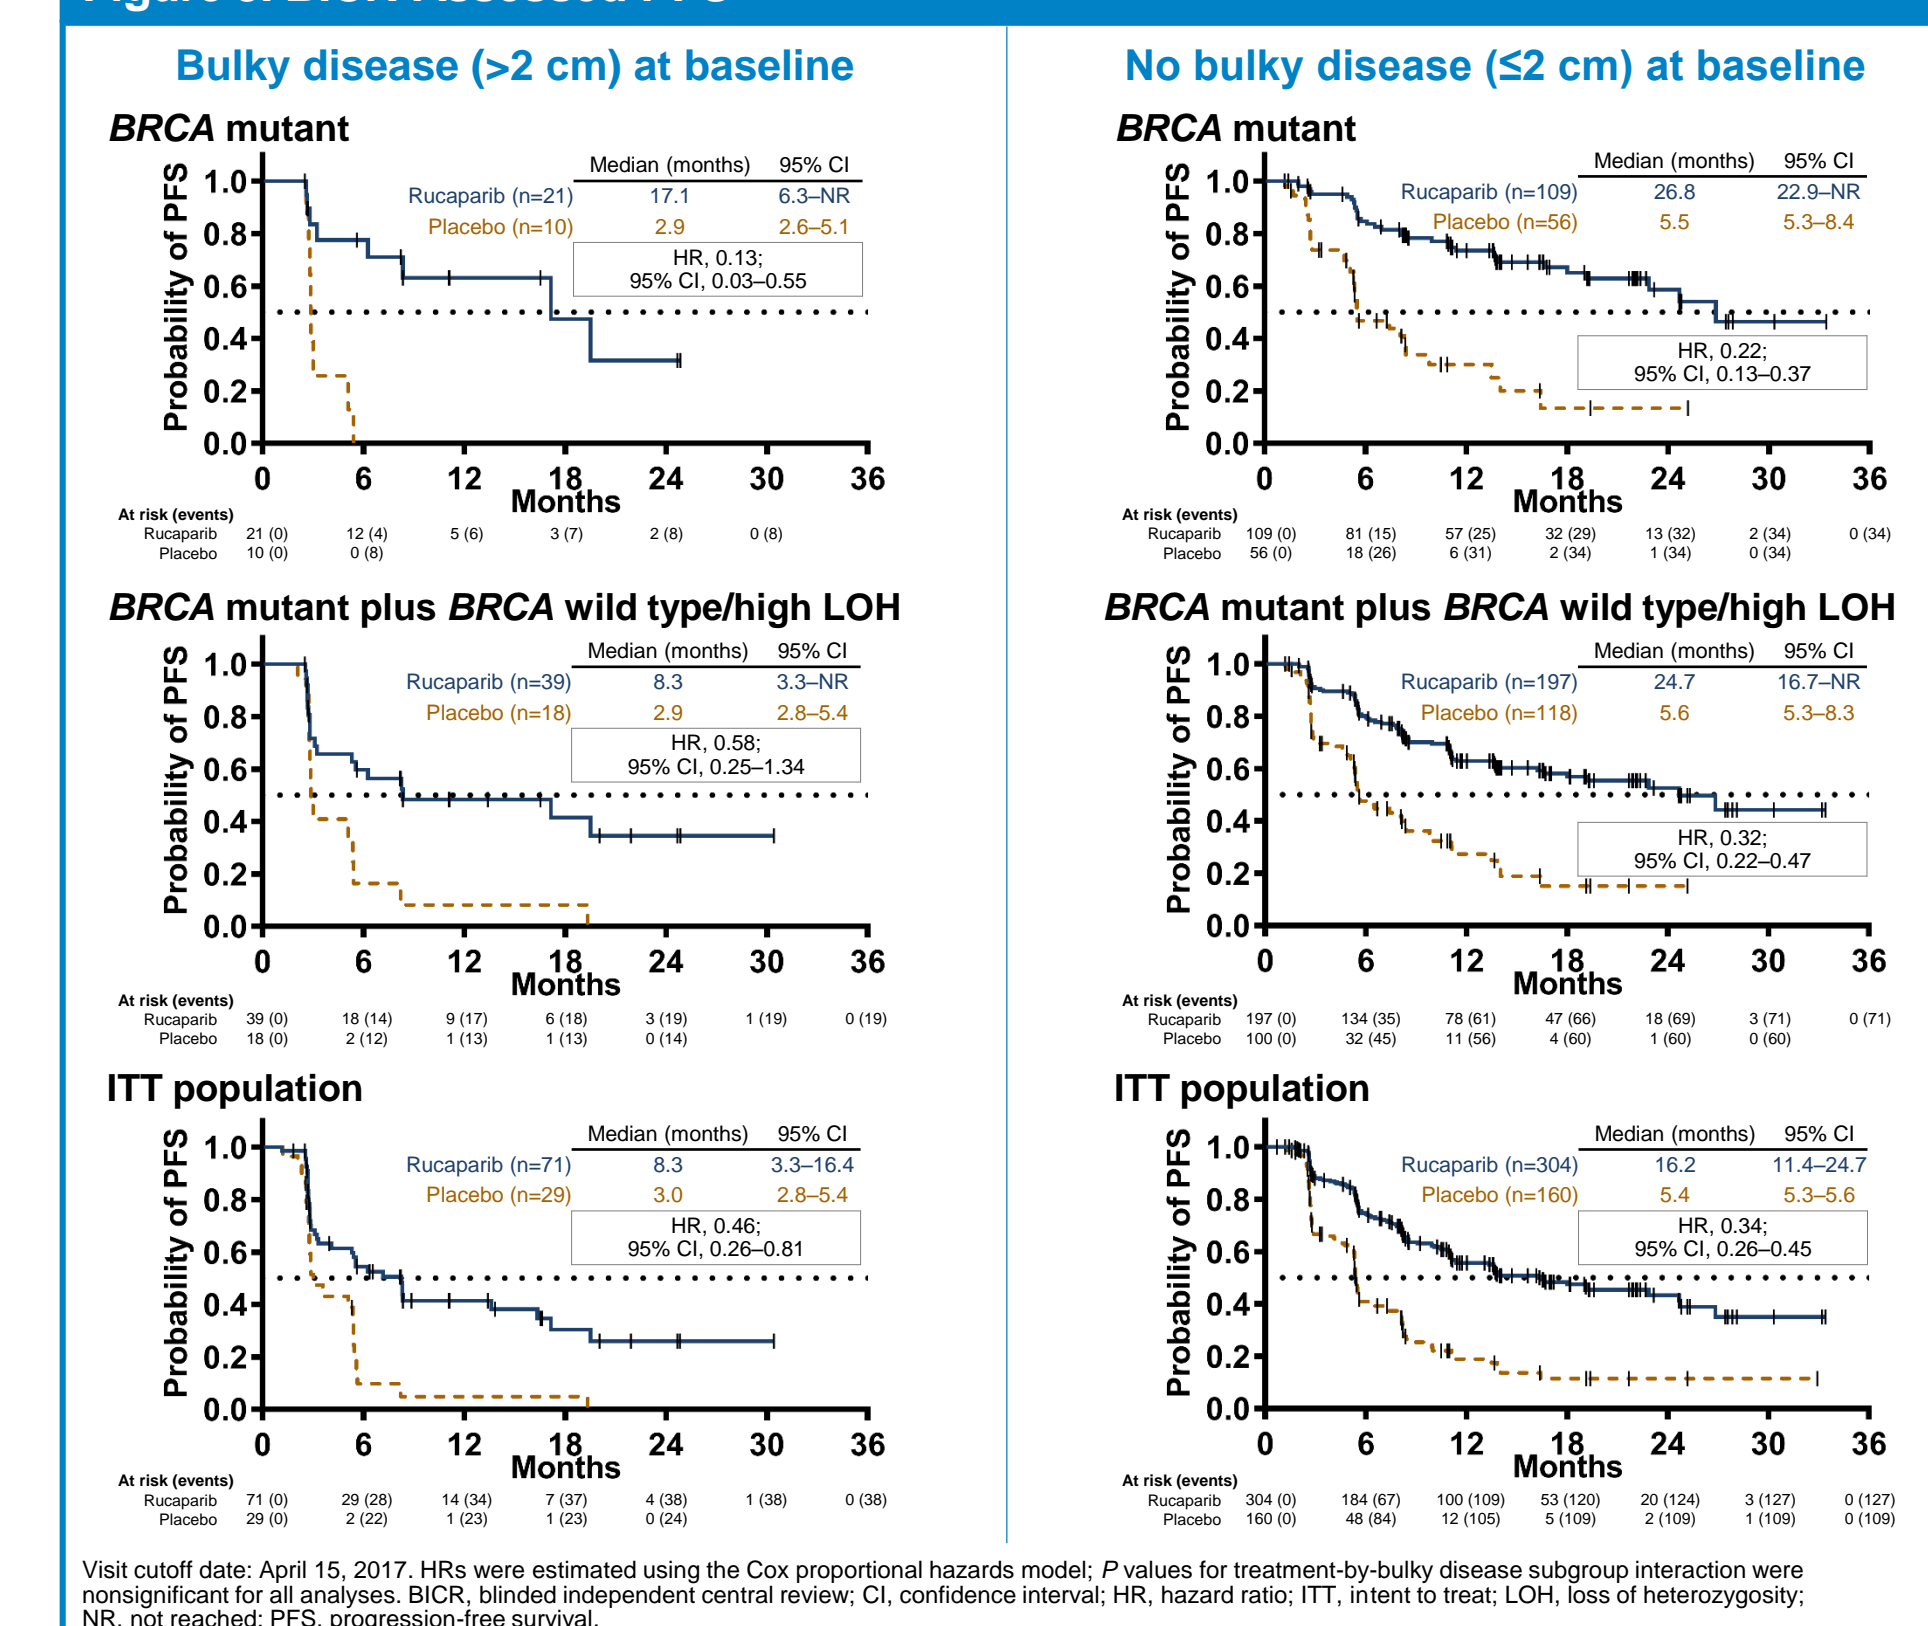 Figure 3. BICR-Assessed PFS
Bulky disease (>2 cm) at baseline
BRCA mutant
Probability of PFS
1.0
0.8
0.6
0.4
0.2
0.0
Median (months) 95% CI
Rucaparib (n=21) 17.1 6.3–NR
Placebo (n=10) 2.9 2.6–5.1
HR, 0.13;
95% CI, 0.03–0.55
0 6 12 18 24 30 36
Months
At risk (events)
Rucaparib 21 (0) 12 (4) 5 (6) 3 (7) 2 (8) 0 (8)
Placebo 10 (0) 0 (8)
BRCA mutant plus BRCA wild type/high LOH
Probability of PFS
1.0
0.8
0.6
0.4
0.2
0.0
Median (months) 95% CI
Rucaparib (n=39) 8.3 3.3–NR
Placebo (n=18) 2.9 2.8–5.4
HR, 0.58;
95% CI, 0.25–1.34
0 6 12 18 24 30 36
Months
At risk (events)
Rucaparib 39 (0) 18 (14) 9 (17) 6 (18) 3 (19) 1 (19) 0 (19)
Placebo 18 (0) 2 (12) 1 (13) 1 (13) 0 (14)
ITT population
Probability of PFS
1.0
0.8
0.6
0.4
0.2
0.0
Median (months) 95% CI
Rucaparib (n=71) 8.3 3.3–16.4
Placebo (n=29) 3.0 2.8–5.4
HR, 0.46;
95% CI, 0.26–0.81
0 6 12 18 24 30 36
Months
At risk (events)
Rucaparib 71 (0) 29 (28) 14 (34) 7 (37) 4 (38) 1 (38) 0 (38)
Placebo 29 (0) 2 (22) 1 (23) 1 (23) 0 (24)
No bulky disease (≤2 cm) at baseline
BRCA mutant
Probability of PFS
1.0
0.8
0.6
0.4
0.2
0.0
Median (months) 95% CI
Rucaparib (n=109) 26.8 22.9–NR
Placebo (n=56) 5.5 5.3–8.4
HR, 0.22;
95% CI, 0.13–0.37
0 6 12 18 24 30 36
Months
At risk (events)
Rucaparib 109 (0) 81 (15) 57 (25) 32 (29) 13 (32) 2 (34) 0 (34)
Placebo 56 (0) 18 (26) 6 (31) 2 (34) 1 (34) 0 (34)
BRCA mutant plus BRCA wild type/high LOH
Probability of PFS
1.0
0.8
0.6
0.4
0.2
0.0
Median (months) 95% CI
Rucaparib (n=197) 24.7 16.7–NR
Placebo (n=118) 5.6 5.3–8.3
HR, 0.32;
95% CI, 0.22–0.47
0 6 12 18 24 30 36
Months
At risk (events)
Rucaparib 197 (0) 134 (35) 78 (61) 47 (66) 18 (69) 3 (71) 0 (71)
Placebo 100 (0) 32 (45) 11 (56) 4 (60) 1 (60) 0 (60)
ITT population
Probability of PFS
1.0
0.8
0.6
0.4
0.2
0.0
Median (months) 95% CI
Rucaparib (n=304) 16.2 11.4–24.7
Placebo (n=160) 5.4 5.3–5.6
HR, 0.34;
95% CI, 0.26–0.45
0 6 12 18 24 30 36
Months
At risk (events)
Rucaparib 304 (0) 184 (67) 100 (109) 53 (120) 20 (124) 3 (127) 0 (127)
Placebo 160 (0) 48 (84) 12 (105) 5 (109) 2 (109) 1 (109) 0 (109)
Visit cutoff date: April 15, 2017. HRs were estimated using the Cox proportional hazards model; P values for treatment-by-bulky disease subgroup interaction were
nonsignificant for all analyses. BICR, blinded independent central review; CI, confidence interval; HR, hazard ratio; ITT, intent to treat; LOH, loss of heterozygosity;
NR, not reached; PFS, progression-free survival.